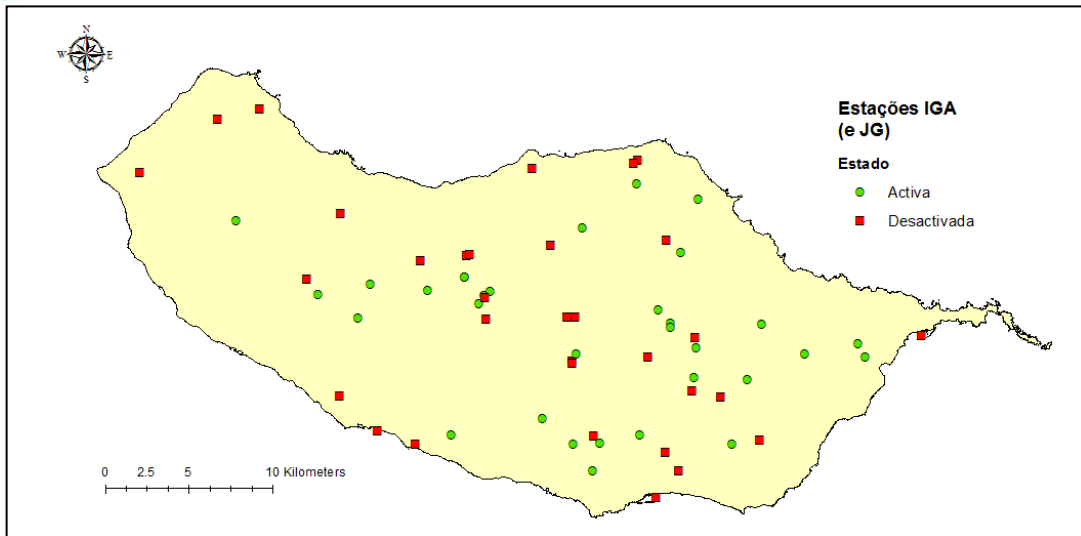 N
W E
S
Estações IGA
(e JG)
Estado
Activa
Desactivada
0 2.5 5 10 Kilometers